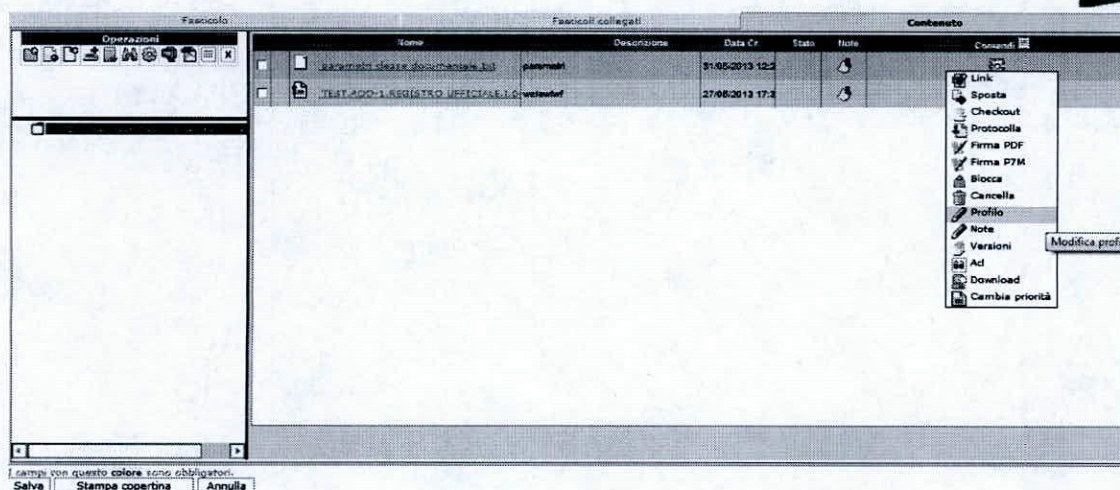 Fascicolo
Fascicoli collegati
Contenuto
Operazioni
Nome
Descrizione
Data Cr.
Stato
Note
Comandi
parametri classe documentale.txt
parametri
31/05/2013 12:2
TEST.AOO-1.REGISTRO UFFICIALE.I.0
27/05/2013 17:3
Link
Sposta
Checkout
Protocolla
Firma PDF
Firma P7M
Blocca
Cancella
Profilo
Note
Versioni
Acl
Download
Cambia priorità
Modifica profi
I campi con questo colore sono obbligatori.
Salva
Stampa copertina
Annulla